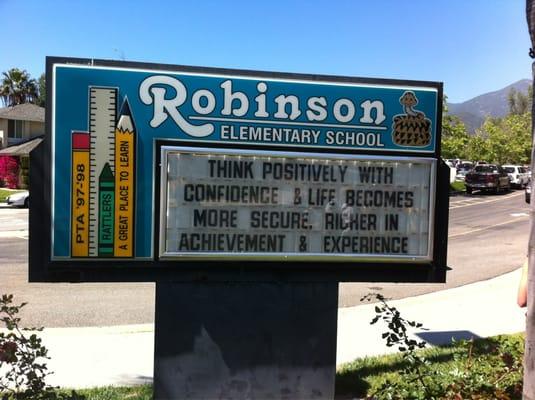 Robinson
ELEMENTARY SCHOOL
THINK POSITIVELY WITH
CONFIDENCE & LIFE BECOMES
MORE SECURE, RICHER IN
ACHIEVEMENT & EXPERIENCE
PTA '97-98
RATTLERS
A GREAT PLACE TO LEARN